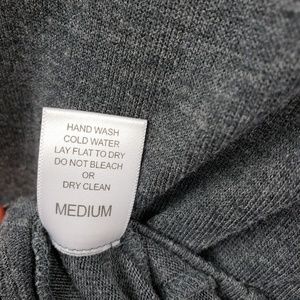 HAND WASH
COLD WATER
LAY FLAT TO DRY
DO NOT BLEACH
OR
DRY CLEAN
MEDIUM